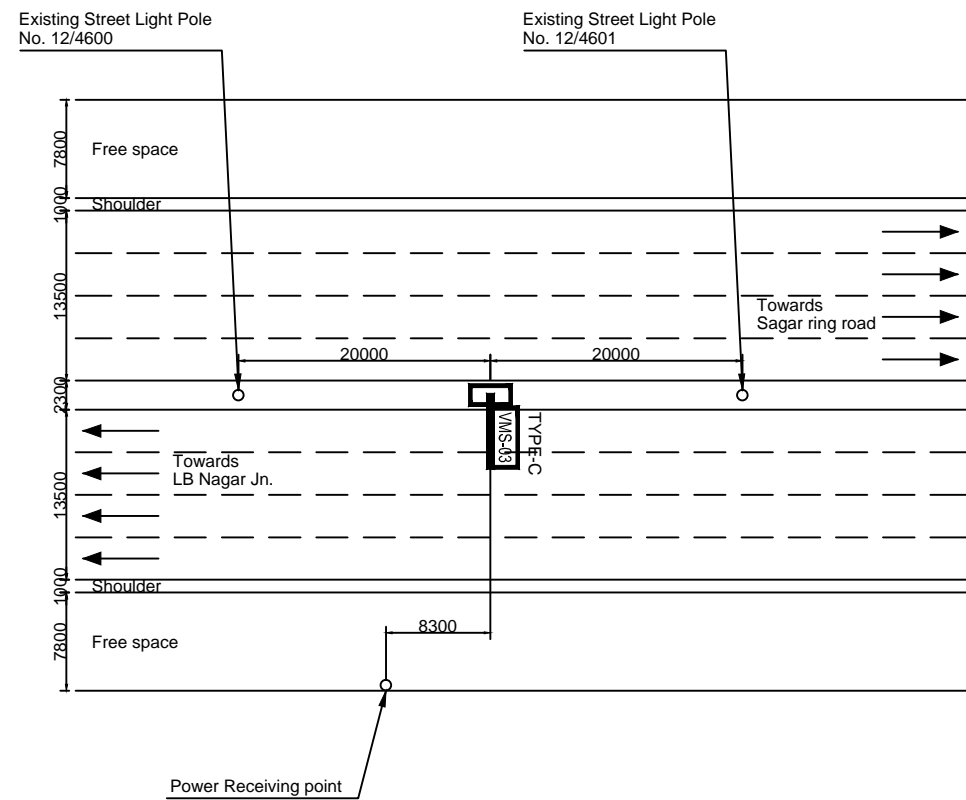 Existing Street Light Pole
No. 12/4600
Existing Street Light Pole
No. 12/4601
7800
Free space
1000
Shoulder
13500
Towards
Sagar ring road
20000
20000
2300
VMS-03
TYPE-C
Towards
LB Nagar Jn.
13500
1000
Shoulder
7800
Free space
8300
Power Receiving point